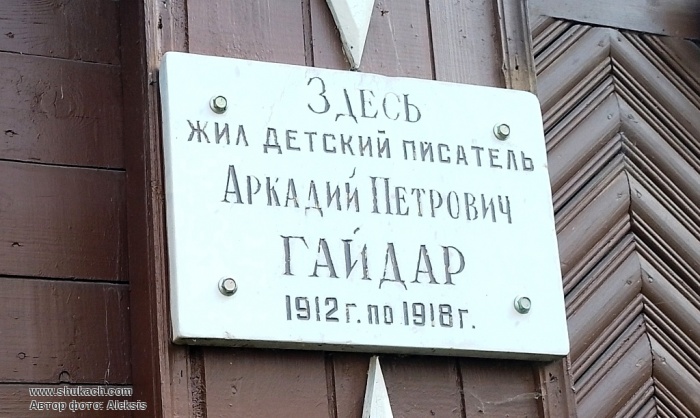 Здесь
жил детский писатель
Аркадий Петрович
ГАЙДАР
1912 г. по 1918 г.
www.shukach.com
Автор фото: Aleksis